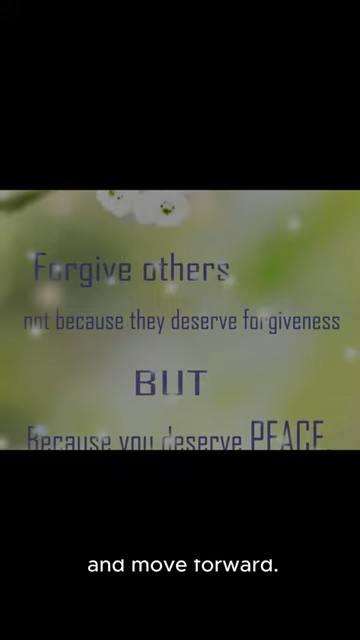 Forgive others
not because they deserve forgiveness
BUT
Because you deserve PEACE.
and move forward.